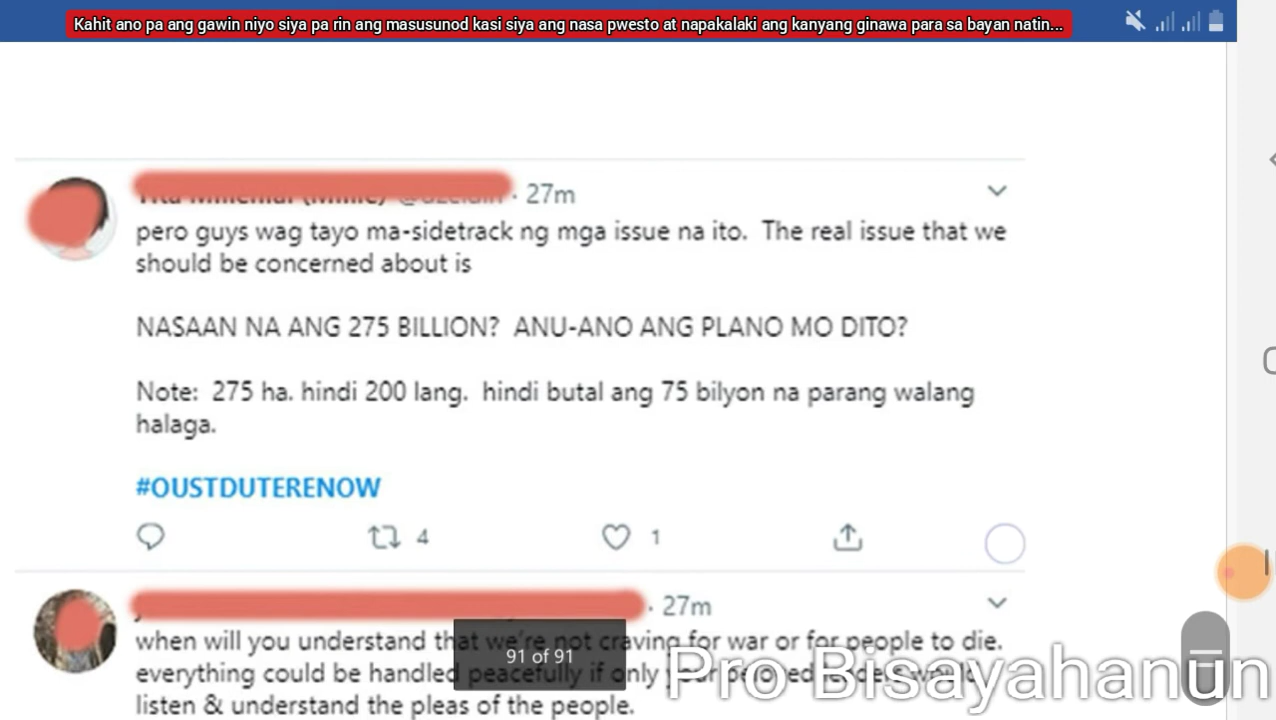 Kahit ano pa ang gawin niyo siya pa rin ang masusunod kasi siya ang nasa pwesto at napakalaki ang kanyang ginawa para sa bayan natin...
· 27m
pero guys wag tayo ma-sidetrack ng mga issue na ito. The real issue that we
should be concerned about is
NASAAN NA ANG 275 BILLION? ANU-ANO ANG PLANO MO DITO?
Note: 275 ha. hindi 200 lang. hindi butal ang 75 bilyon na parang walang
halaga.
#OUSTDUTERENOW
4 1
· 27m
when will you understand that we're not craving for war or for people to die.
91 of 91
everything could be handled peacefully if only
Pro Bisayahanun
listen & understand the pleas of the people.